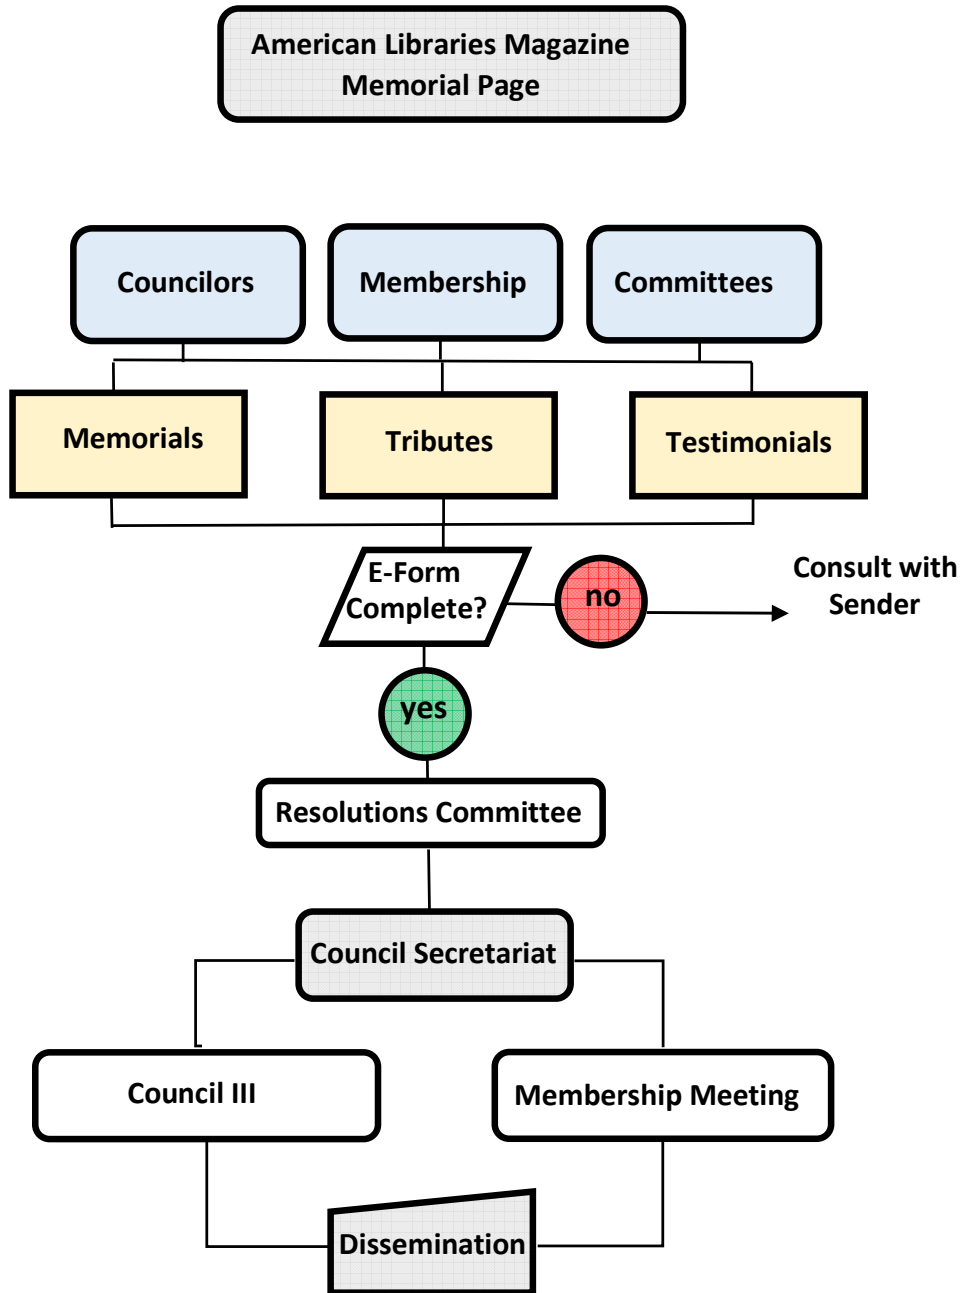 American Libraries Magazine
Memorial Page
Councilors
Membership
Committees
Memorials
Tributes
Testimonials
E-Form
Complete?
no
Consult with
Sender
yes
Resolutions Committee
Council Secretariat
Council III
Membership Meeting
Dissemination